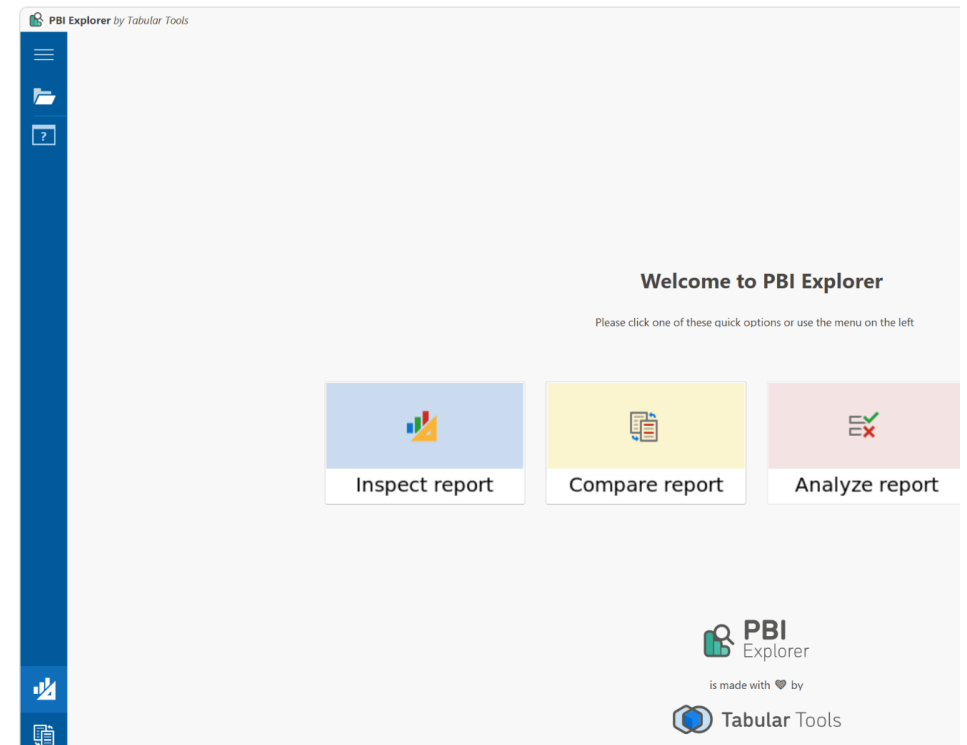 PBI Explorer by Tabular Tools
?
Welcome to PBI Explorer
Please click one of these quick options or use the menu on the left
Inspect report
Compare report
Analyze report
PBI
Explorer
is made with by
Tabular Tools